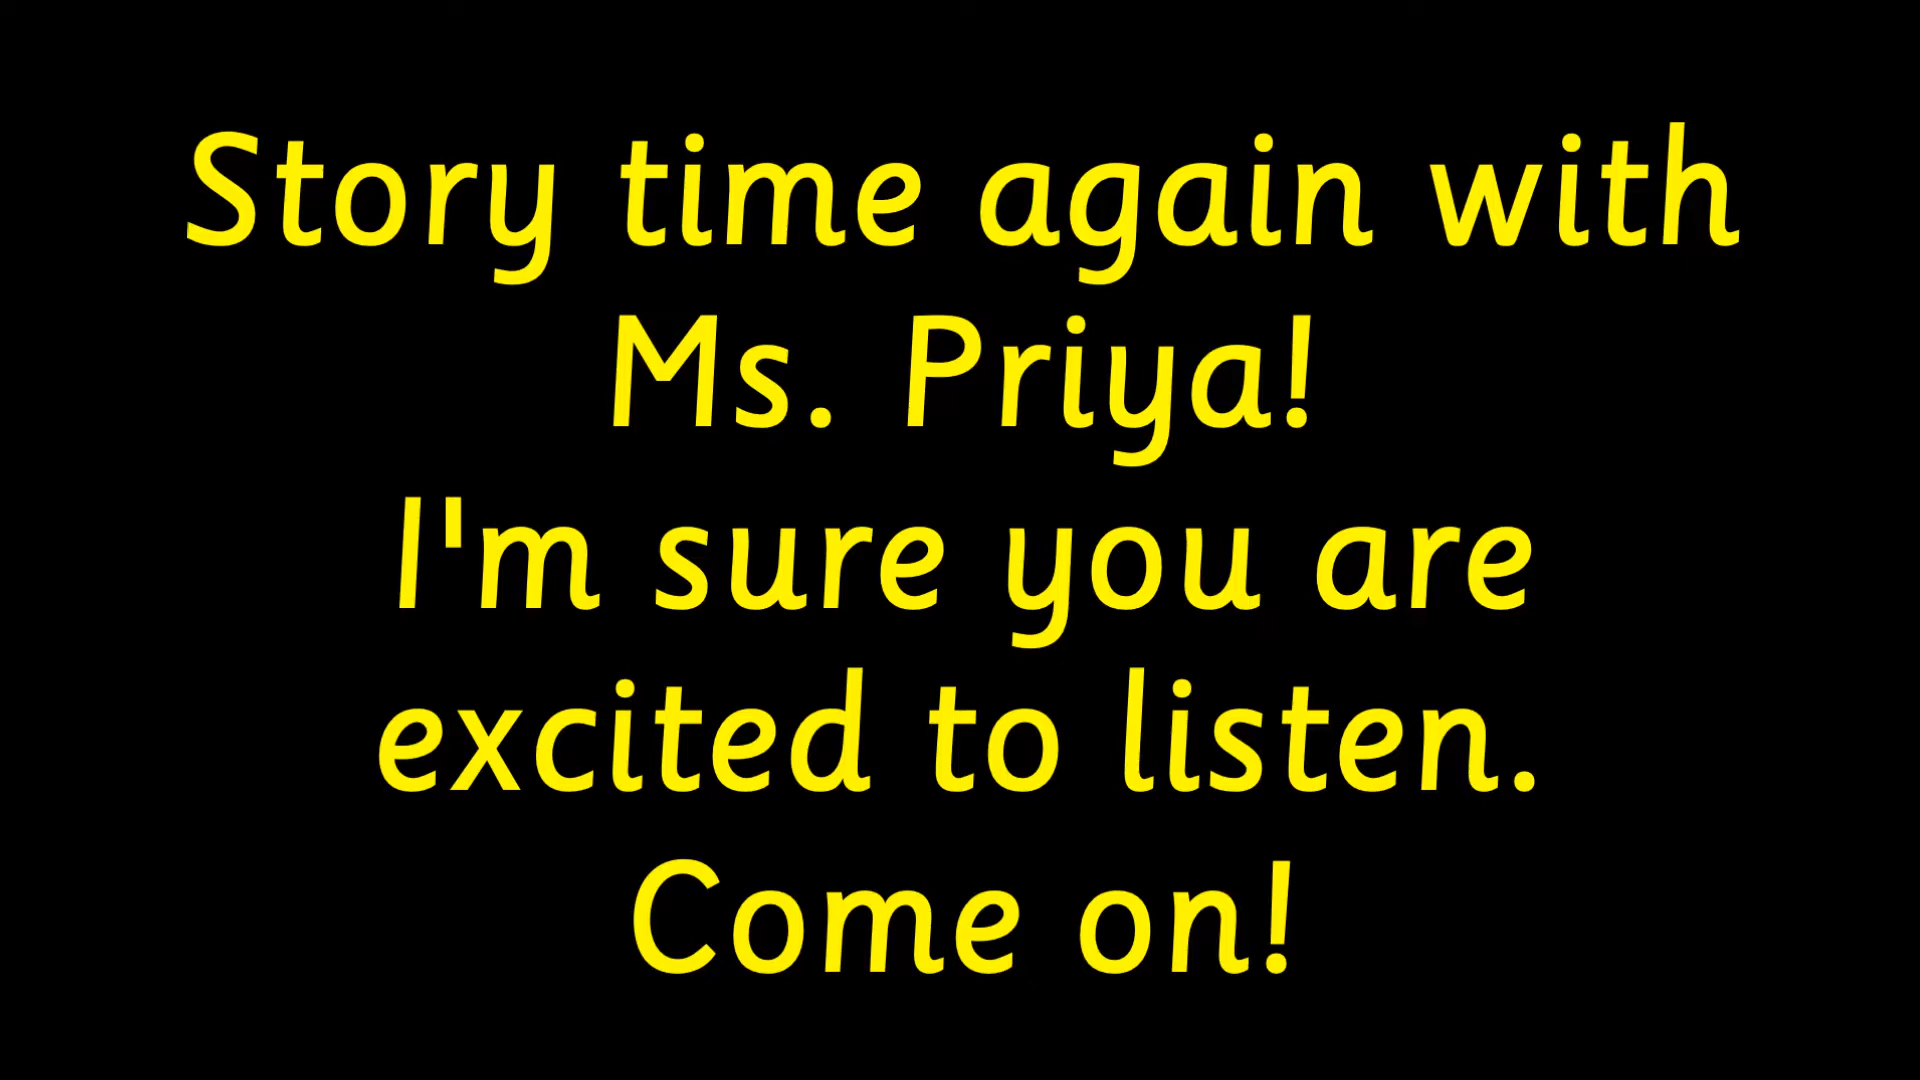 Story time again with
Ms. Priya!
I'm sure you are
excited to listen.
Come on!